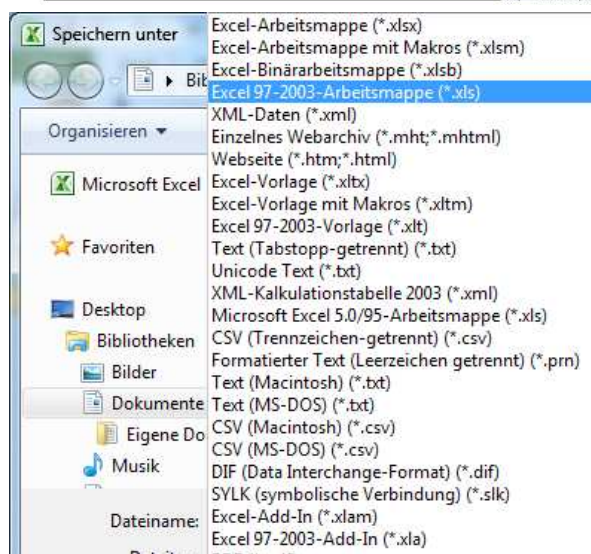 Speichern unter
Bib
Organisieren
Microsoft Excel
Favoriten
Desktop
Bibliotheken
Bilder
Dokumente
Eigene Do
Musik
Dateiname:
Excel-Arbeitsmappe (*.xlsx)
Excel-Arbeitsmappe mit Makros (*.xlsm)
Excel-Binärarbeitsmappe (*.xlsb)
Excel 97-2003-Arbeitsmappe (*.xls)
XML-Daten (*.xml)
Einzelnes Webarchiv (*.mht;*.mhtml)
Webseite (*.htm;*.html)
Excel-Vorlage (*.xltx)
Excel-Vorlage mit Makros (*.xltm)
Excel 97-2003-Vorlage (*.xlt)
Text (Tabstopp-getrennt) (*.txt)
Unicode Text (*.txt)
XML-Kalkulationstabelle 2003 (*.xml)
Microsoft Excel 5.0/95-Arbeitsmappe (*.xls)
CSV (Trennzeichen-getrennt) (*.csv)
Formatierter Text (Leerzeichen getrennt) (*.prn)
Text (Macintosh) (*.txt)
Text (MS-DOS) (*.txt)
CSV (Macintosh) (*.csv)
CSV (MS-DOS) (*.csv)
DIF (Data Interchange-Format) (*.dif)
SYLK (symbolische Verbindung) (*.slk)
Excel-Add-In (*.xlam)
Excel 97-2003-Add-In (*.xla)